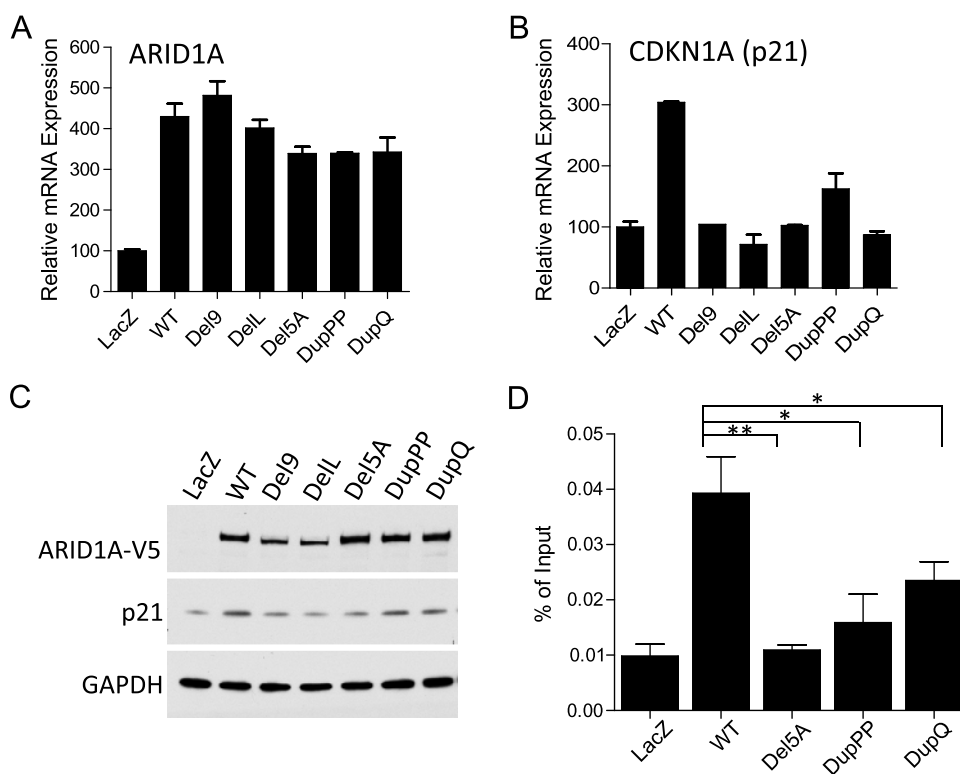 A
ARID1A
Relative mRNA Expression
600
500
400
300
200
100
0
LacZ WT Del9 DelL Del5A DupPP DupQ
B
CDKN1A (p21)
Relative mRNA Expression
400
300
200
100
0
LacZ WT Del9 DelL Del5A DupPP DupQ
C
LacZ WT Del9 DelL Del5A DupPP DupQ
ARID1A-V5
p21
GAPDH
D
*
*
**
% of Input
0.05
0.04
0.03
0.02
0.01
0.00
LacZ WT Del5A DupPP DupQ